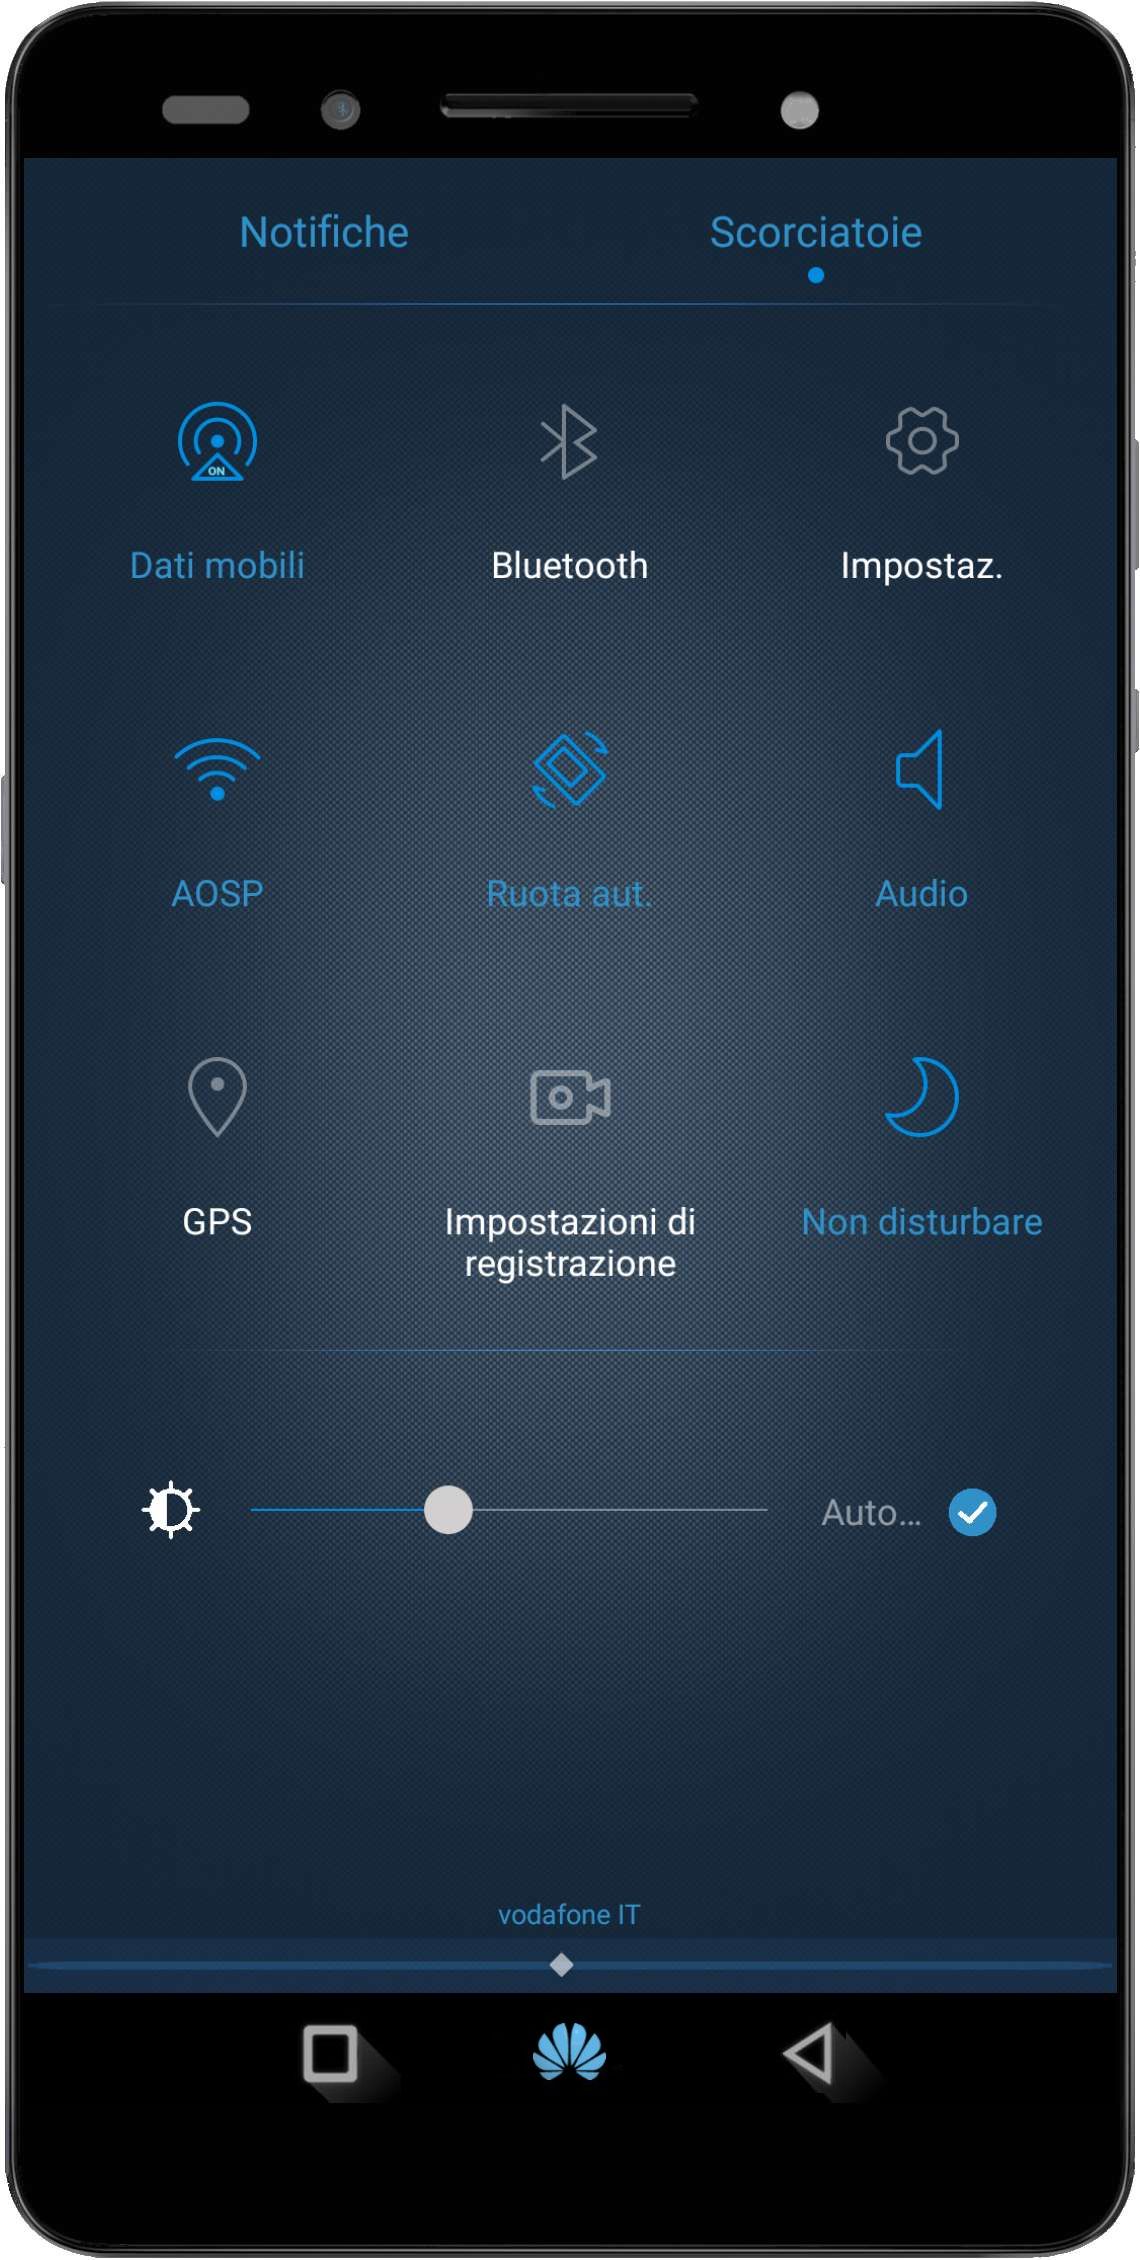 Notifiche Scorciatoie
ON
Dati mobili Bluetooth Impostaz.
AOSP Ruota aut. Audio
GPS Impostazioni di Non disturbare
registrazione
Auto...
vodafone IT